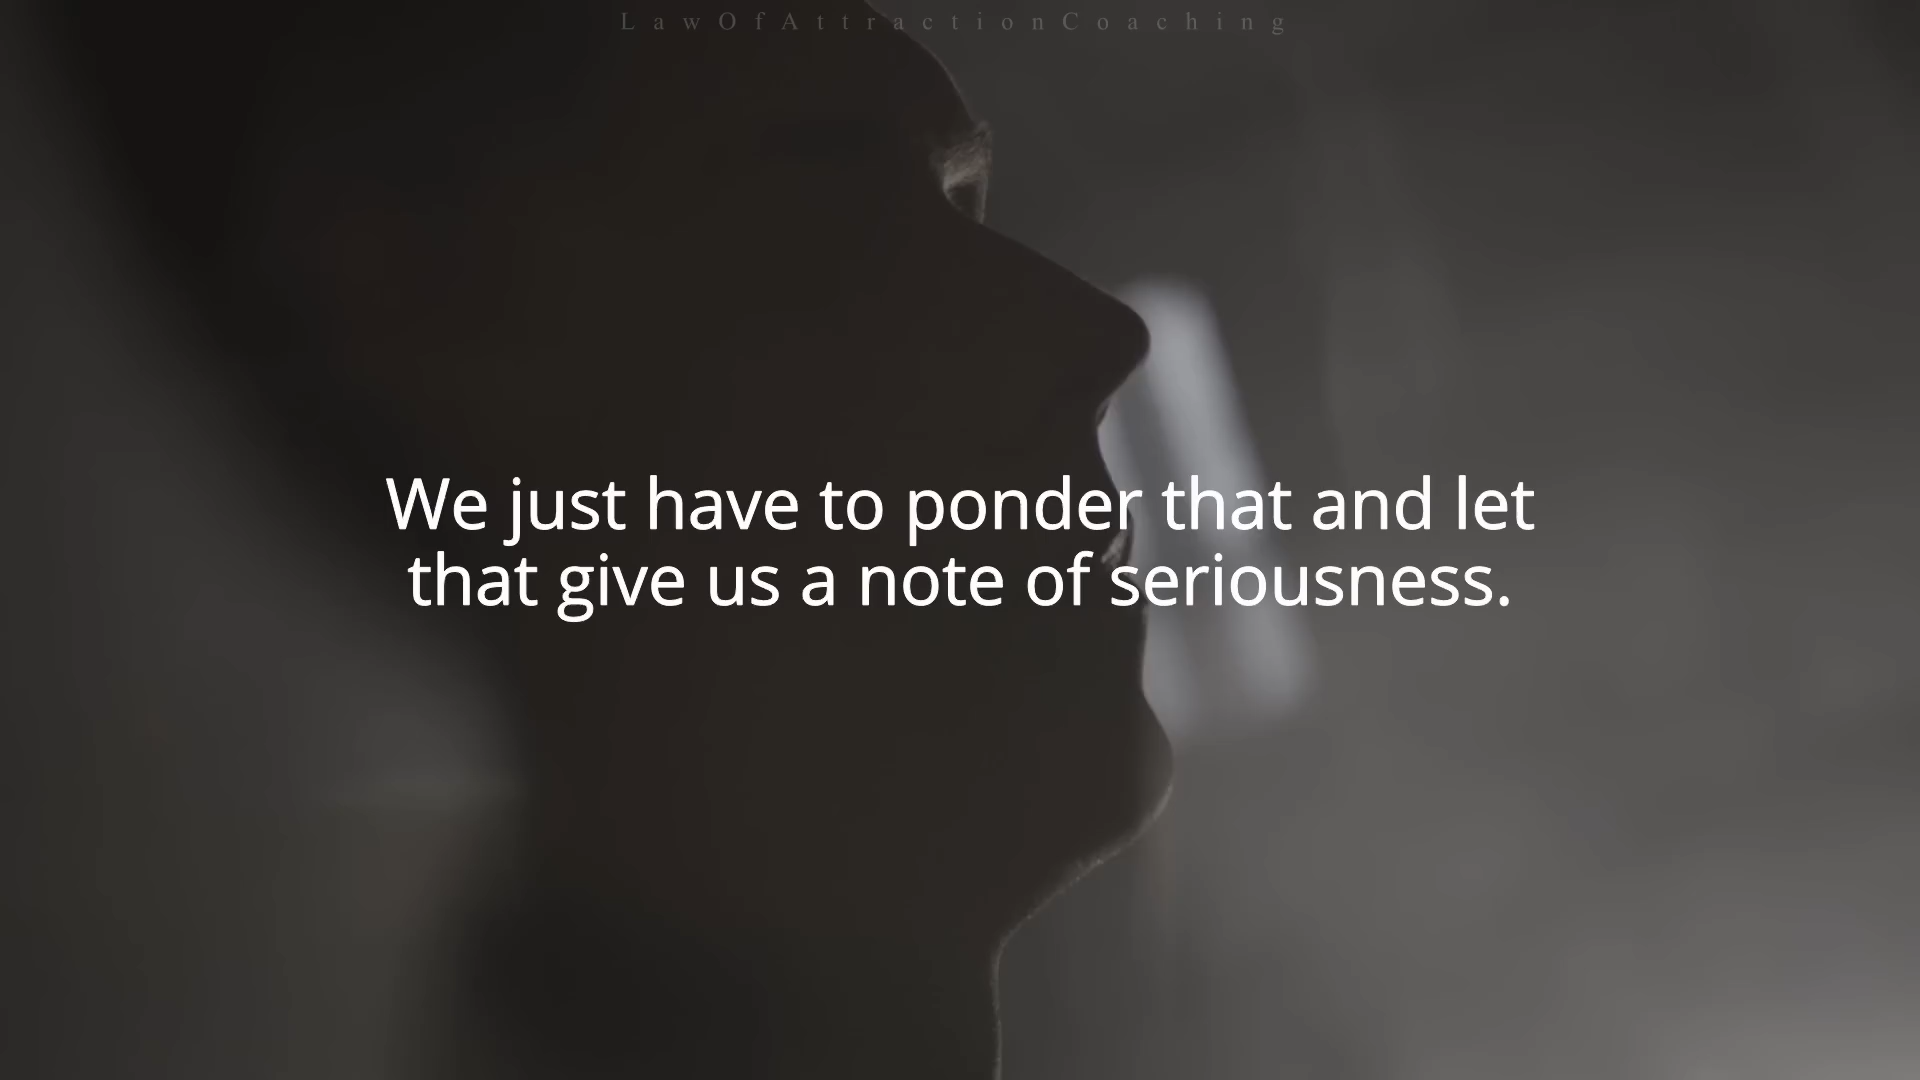 LawOfAttractionCoaching
We just have to ponder that and let
that give us a note of seriousness.